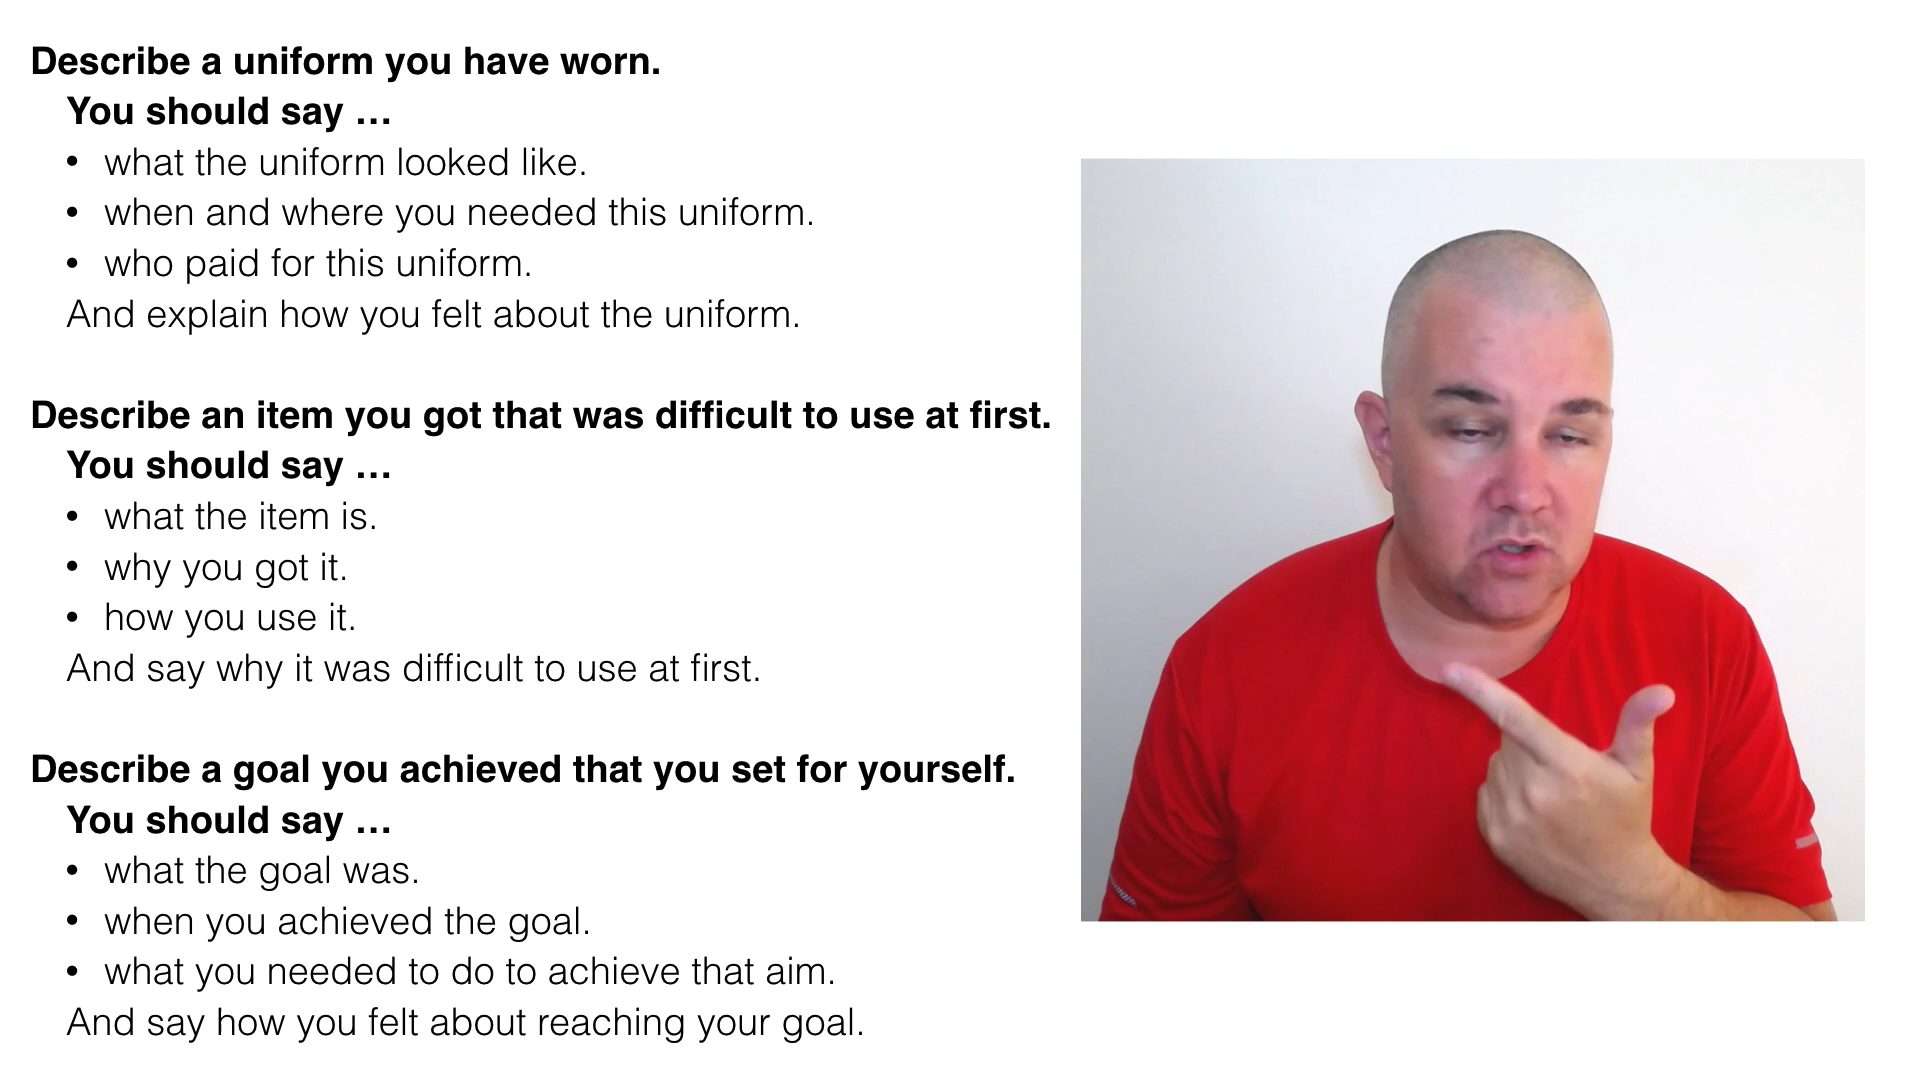 Describe a uniform you have worn.
You should say …
• what the uniform looked like.
• when and where you needed this uniform.
• who paid for this uniform.
And explain how you felt about the uniform.
Describe an item you got that was difficult to use at first.
You should say …
• what the item is.
• why you got it.
• how you use it.
And say why it was difficult to use at first.
Describe a goal you achieved that you set for yourself.
You should say …
• what the goal was.
• when you achieved the goal.
• what you needed to do to achieve that aim.
And say how you felt about reaching your goal.